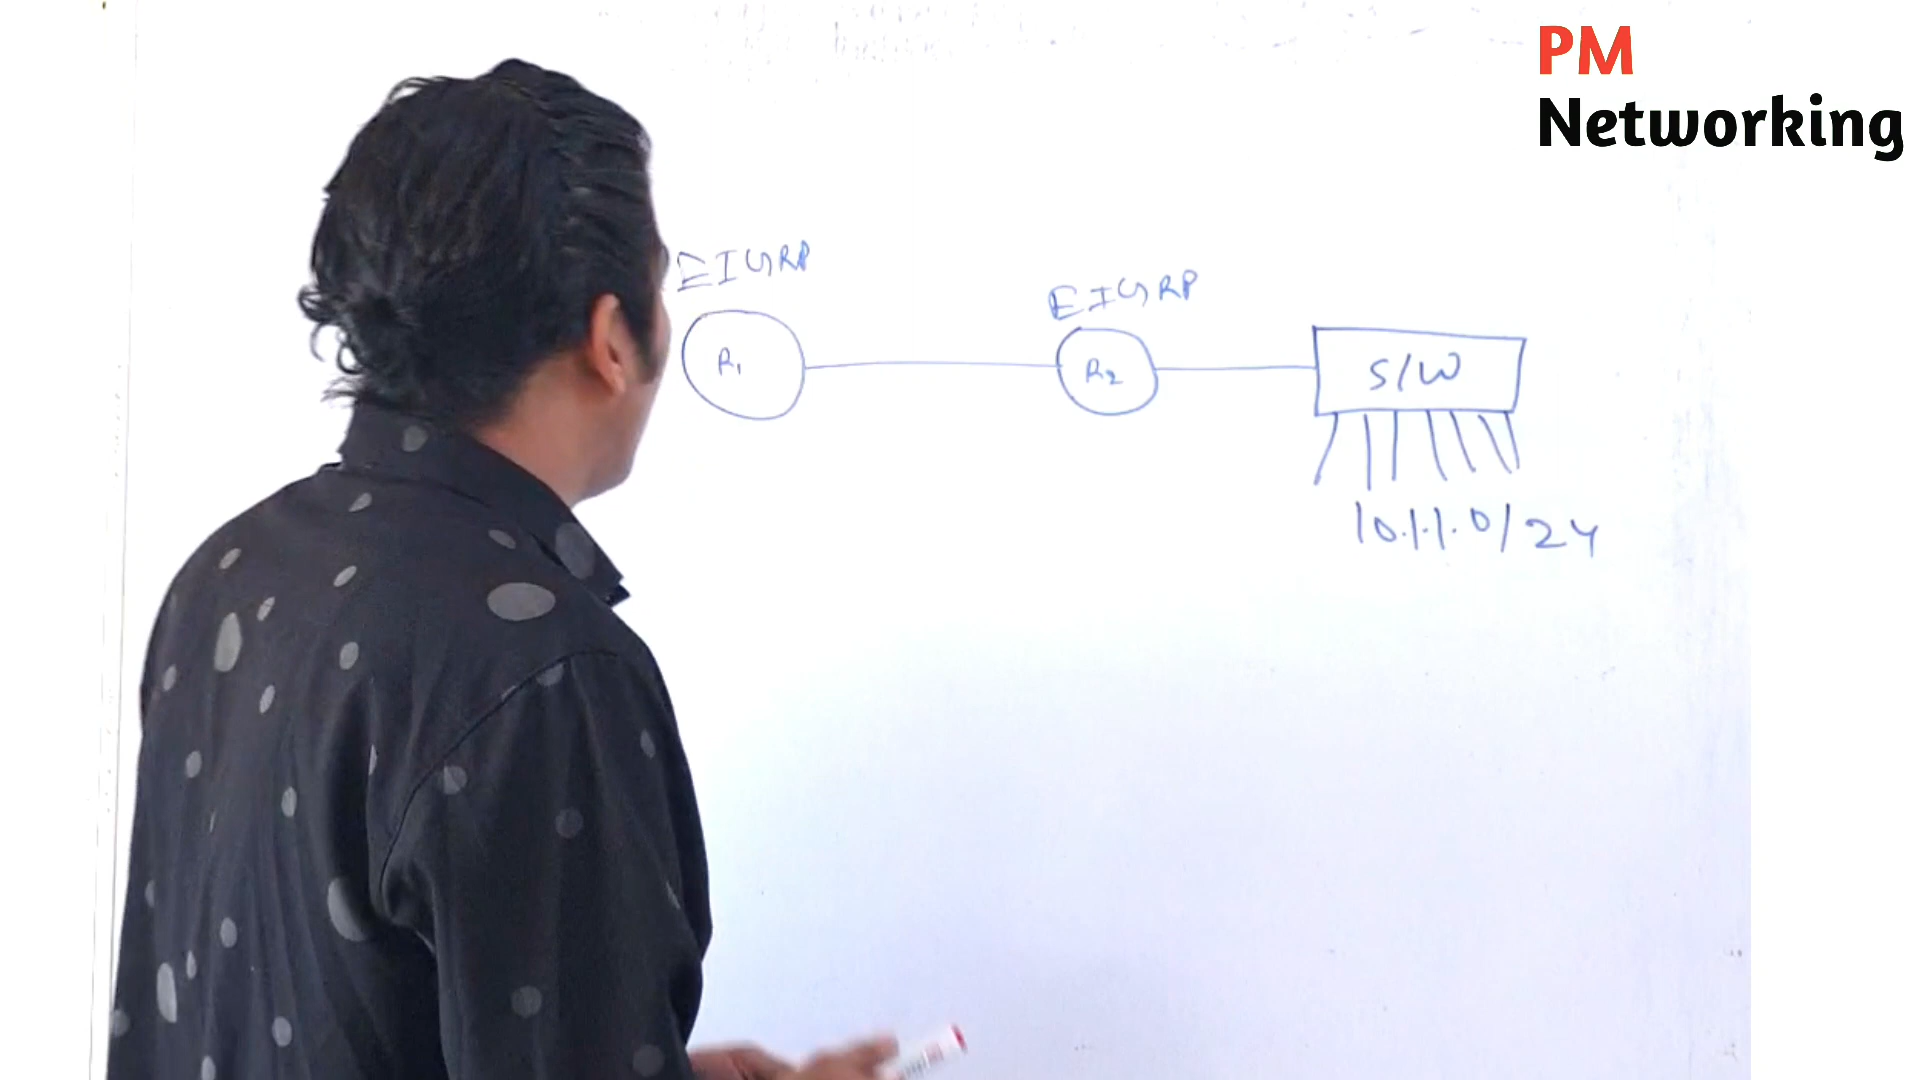 PM
Networking
EIGRP
EIGRP
R1
R2
S/W
10.1.1.0/24